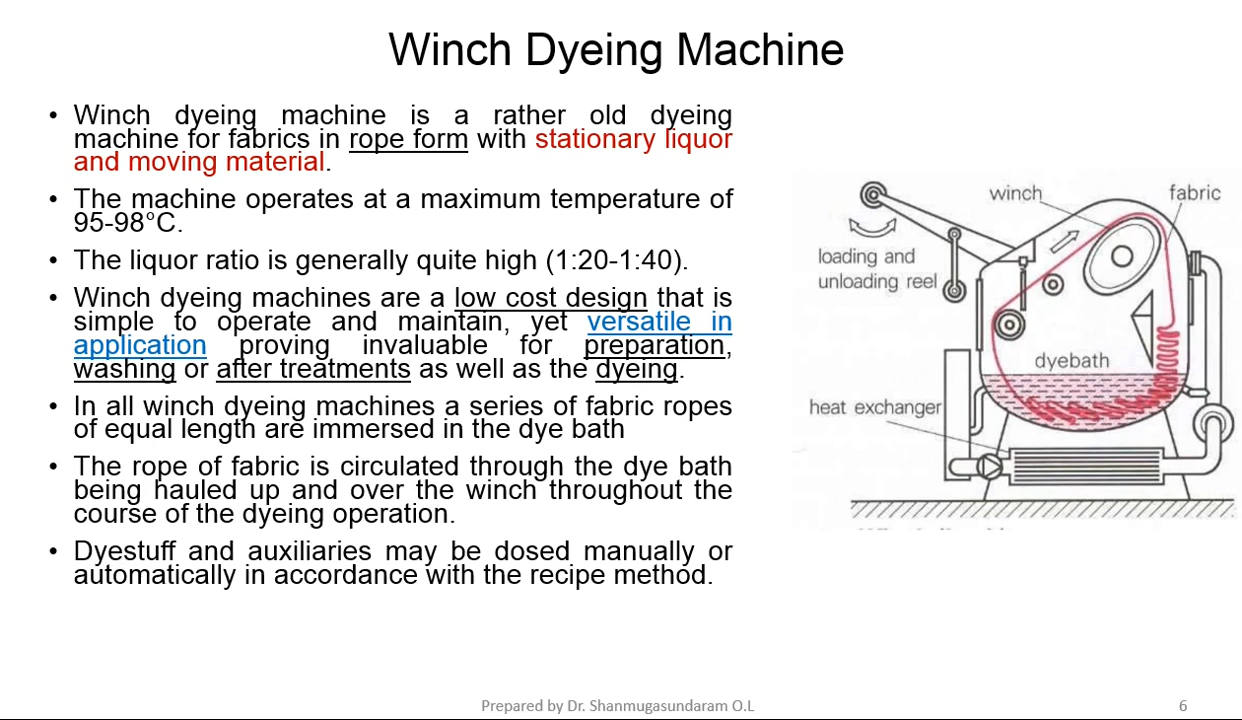 Winch Dyeing Machine
• Winch dyeing machine is a rather old dyeing
machine for fabrics in rope form with stationary liquor
and moving material.
• The machine operates at a maximum temperature of
95-98°C.
• The liquor ratio is generally quite high (1:20-1:40).
• Winch dyeing machines are a low cost design that is
simple to operate and maintain, yet versatile in
application proving invaluable for preparation,
washing or after treatments as well as the dyeing.
• In all winch dyeing machines a series of fabric ropes
of equal length are immersed in the dye bath
• The rope of fabric is circulated through the dye bath
being hauled up and over the winch throughout the
course of the dyeing operation.
• Dyestuff and auxiliaries may be dosed manually or
automatically in accordance with the recipe method.
winch
fabric
loading and
unloading reel
dyebath
heat exchanger
Prepared by Dr. Shanmugasundaram O.L
6